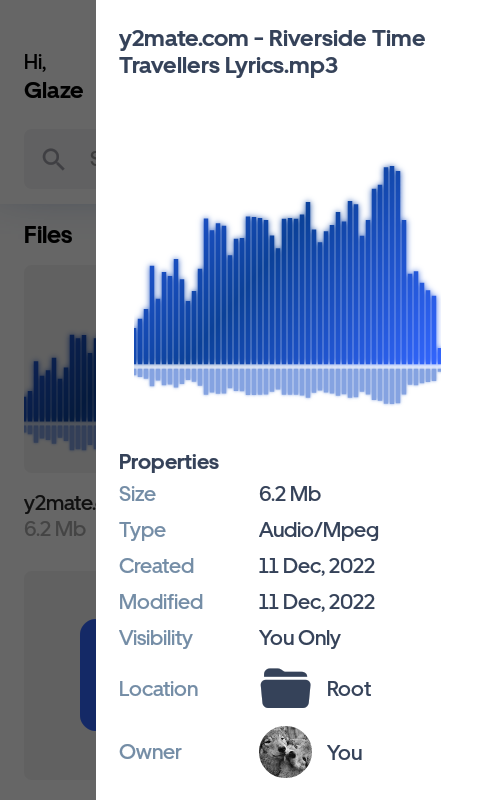 Hi,
Glaze
S
Files
y2mate.
6.2 Mb
y2mate.com - Riverside Time
Travellers Lyrics.mp3
Properties
Size 6.2 Mb
Type Audio/Mpeg
Created 11 Dec, 2022
Modified 11 Dec, 2022
Visibility You Only
Location Root
Owner You